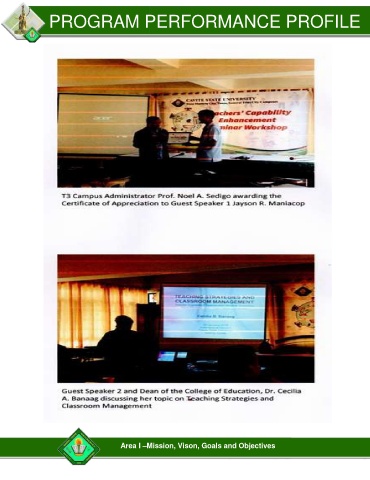 PROGRAM PERFORMANCE PROFILE
CAVITE STATE UNIVERSITY
Teachers' Capability
Enhancement
Seminar Workshop
T3 Campus Administrator Prof. Noel A. Sedigo awarding the
Certificate of Appreciation to Guest Speaker 1 Jayson R. Maniacop
TEACHING STRATEGIES AND
CLASSROOM MANAGEMENT
Guest Speaker 2 and Dean of the College of Education, Dr. Cecilia
A. Banaag discussing her topic on Teaching Strategies and
Classroom Management
Area I –Mission, Vison, Goals and Objectives